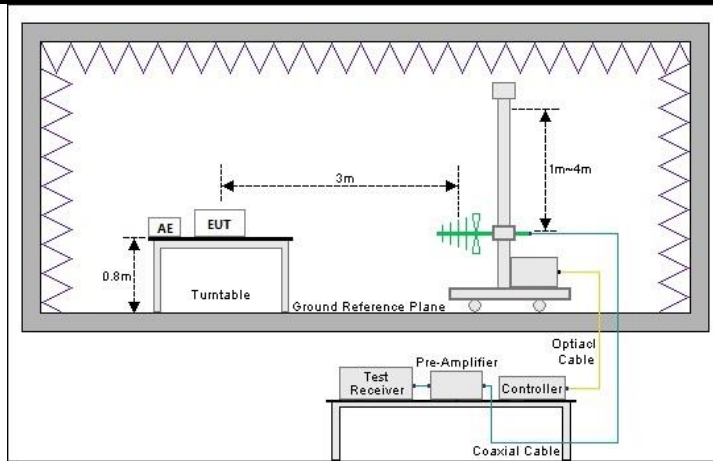 3m
1m~4m
AE
EUT
0.8m
Turntable
Ground Reference Plane
Optiacl
Cable
Pre-Amplifier
Test
Receiver
Controller
Coaxial Cable